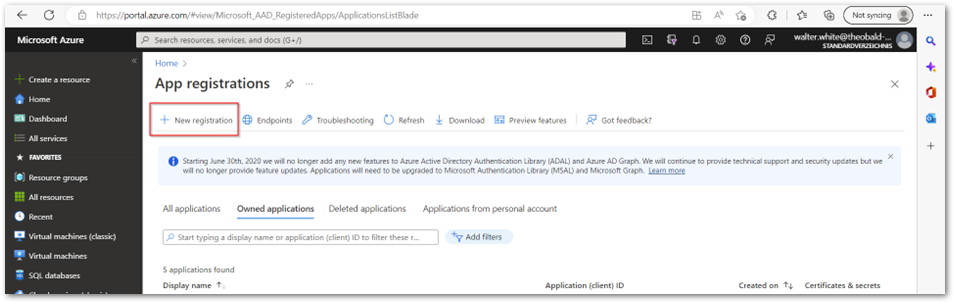 https://portal.azure.com/#view/Microsoft_AAD_RegisteredApps/ApplicationsListBlade
Not syncing
Microsoft Azure
Search resources, services, and docs (G+/)
walter.white@theobald-...
STANDARDVERZEICHNIS
Home >
Create a resource
App registrations
Home
Dashboard
New registration
Endpoints
Troubleshooting
Refresh
Download
Preview features
Got feedback?
All services
FAVORITES
Starting June 30th, 2020 we will no longer add any new features to Azure Active Directory Authentication Library (ADAL) and Azure AD Graph. We will continue to provide technical support and security updates but we
will no longer provide feature updates. Applications will need to be upgraded to Microsoft Authentication Library (MSAL) and Microsoft Graph. Learn more
Resource groups
All resources
Recent
All applications
Owned applications
Deleted applications
Applications from personal account
Virtual machines (classic)
Start typing a display name or application (client) ID to filter these r...
Add filters
Virtual machines
SQL databases
5 applications found
Display name
Application (client) ID
Created on
Certificates & secrets